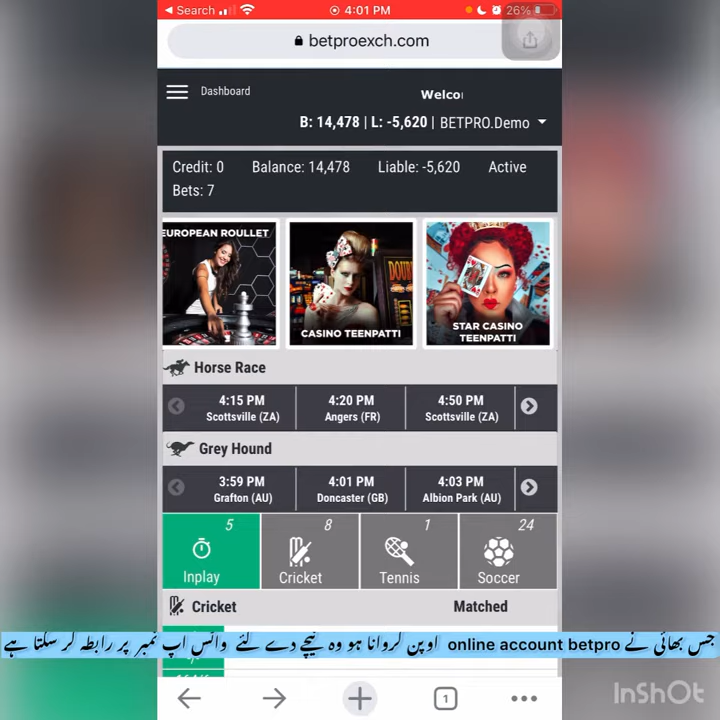 Search 4:01 PM 26%
betproexch.com
Dashboard
Welco
B: 14,478 | L: -5,620 | BETPRO.Demo
Credit: 0 Balance: 14,478 Liable: -5,620 Active
Bets: 7
EUROPEAN ROULLET
DOU
CASINO TEENPATTI
STAR CASINO
TEENPATTI
Horse Race
4:15 PM 4:20 PM 4:50 PM
Scottsville (ZA) Angers (FR) Scottsville (ZA)
Grey Hound
3:59 PM 4:01 PM 4:03 PM
Grafton (AU) Doncaster (GB) Albion Park (AU)
5 8 1 24
Inplay Cricket Tennis Soccer
Cricket Matched
جس بھائی نے online account betpro اوپن کروانا ہو وہ نیچے دے لئے واٹس اپ نمبر پر رابطہ کر سکتا ہے
1
InShOt